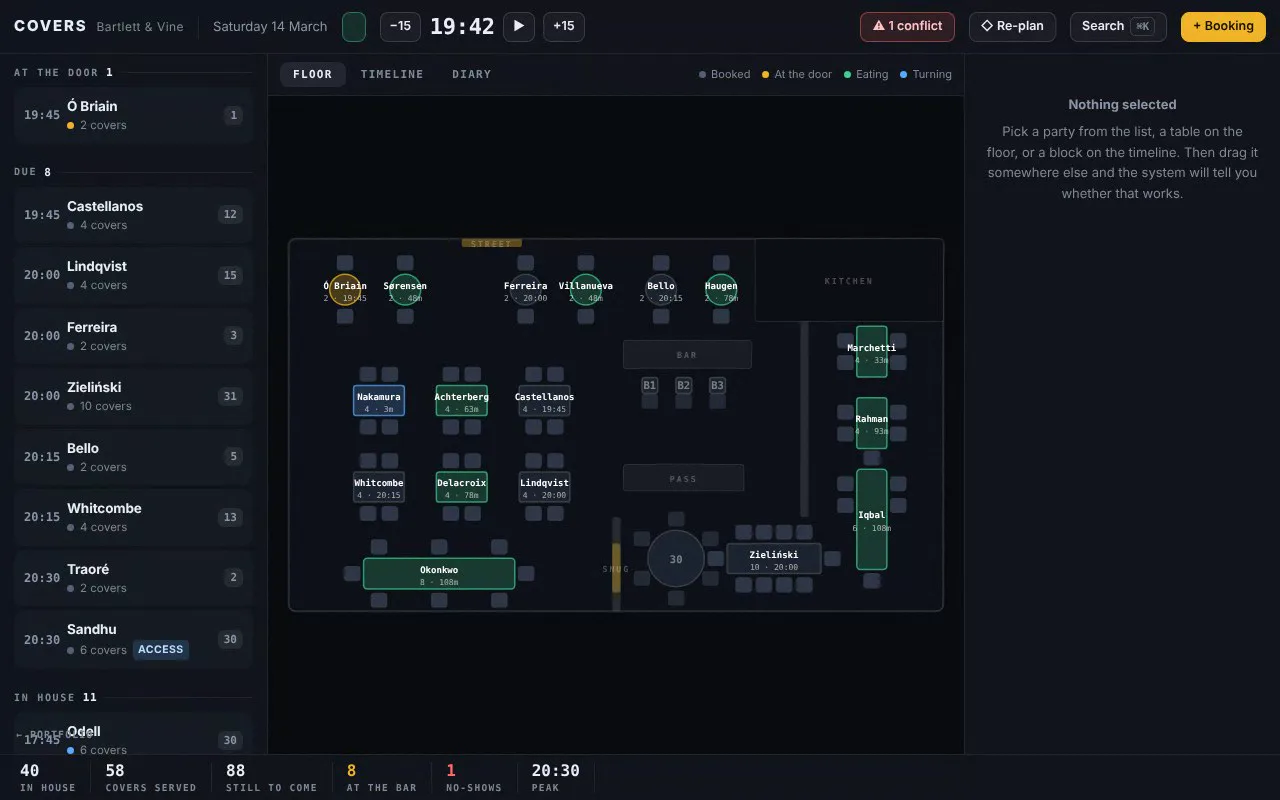 COVERS Bartlett & Vine Saturday 14 March −15 19:42 +15 1 conflict Re-plan Search ⌘K + Booking
AT THE DOOR 1
19:45 Ó Briain 1
2 covers
DUE 8
19:45 Castellanos 12
4 covers
20:00 Lindqvist 15
4 covers
20:00 Ferreira 3
2 covers
20:00 Zieliński 31
10 covers
20:15 Bello 5
2 covers
20:15 Whitcombe 13
4 covers
20:30 Traoré 2
2 covers
20:30 Sandhu 30
6 covers ACCESS
IN HOUSE 11
17:45 Odell 30
6 covers
← PORTFOLIO
FLOOR TIMELINE DIARY Booked At the door Eating Turning
STREET
Ó Briain
2 · 19:45
Sørensen
2 · 48m
Ferreira
2 · 20:00
Villanueva
2 · 48m
Bello
2 · 20:15
Haugen
2 · 78m
KITCHEN
BAR
B1 B2 B3
Marchetti
4 · 33m
Nakamura
4 · 3m
Achterberg
4 · 63m
Castellanos
4 · 19:45
Rahman
4 · 93m
Whitcombe
4 · 20:15
Delacroix
4 · 78m
Lindqvist
4 · 20:00
PASS
Iqbal
6 · 108m
Okonkwo
8 · 108m
SNUG
30
Zieliński
10 · 20:00
Nothing selected
Pick a party from the list, a table on the
floor, or a block on the timeline. Then drag it
somewhere else and the system will tell you
whether that works.
40 58 88 8 1 20:30
IN HOUSE COVERS SERVED STILL TO COME AT THE BAR NO-SHOWS PEAK